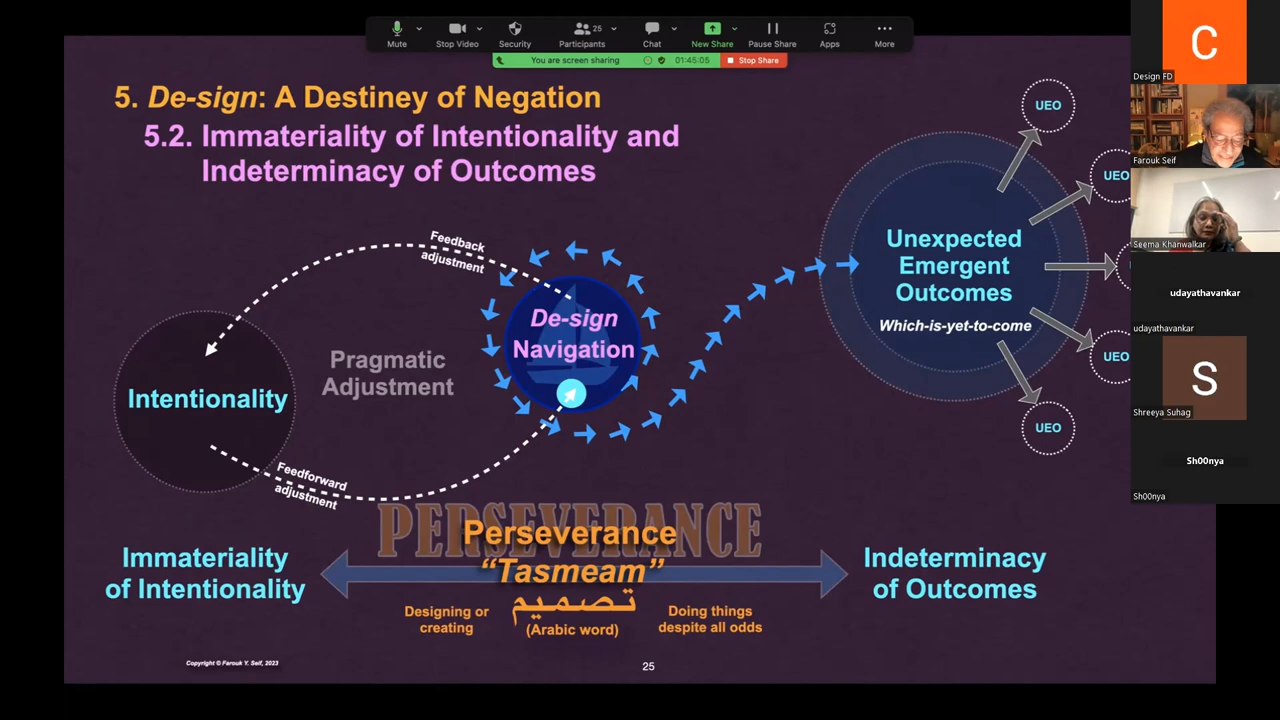 Mute
Stop Video
Security
Participants
25
Chat
New Share
Pause Share
Apps
More
You are screen sharing
01:45:05
Stop Share
5. De-sign: A Destiney of Negation
5.2. Immateriality of Intentionality and
Indeterminacy of Outcomes
Feedback
adjustment
De-sign
Navigation
Pragmatic
Adjustment
Intentionality
Feedforward
adjustment
Unexpected
Emergent
Outcomes
Which-is-yet-to-come
UEO
UEO
UEO
UEO
PERSEVERANCE
Perseverance
“Tasmeam”
تصميم
(Arabic word)
Designing or
creating
Doing things
despite all odds
Immateriality
of Intentionality
Indeterminacy
of Outcomes
Copyright © Farouk Y. Seif, 2023
25
C
Design FD
Farouk Seif
Seema Khanwalkar
udayathavankar
udayathavankar
S
Shreeya Suhag
Sh00nya
Sh00nya